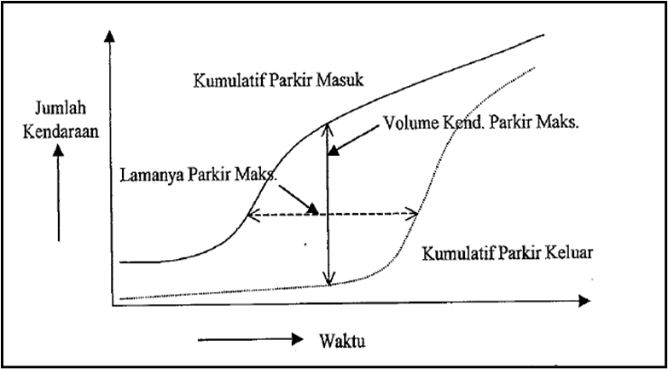 Kumulatif Parkir Masuk
Jumlah
Kendaraan
Volume Kend. Parkir Maks.
Lamanya Parkir Maks.
Kumulatif Parkir Keluar
Waktu